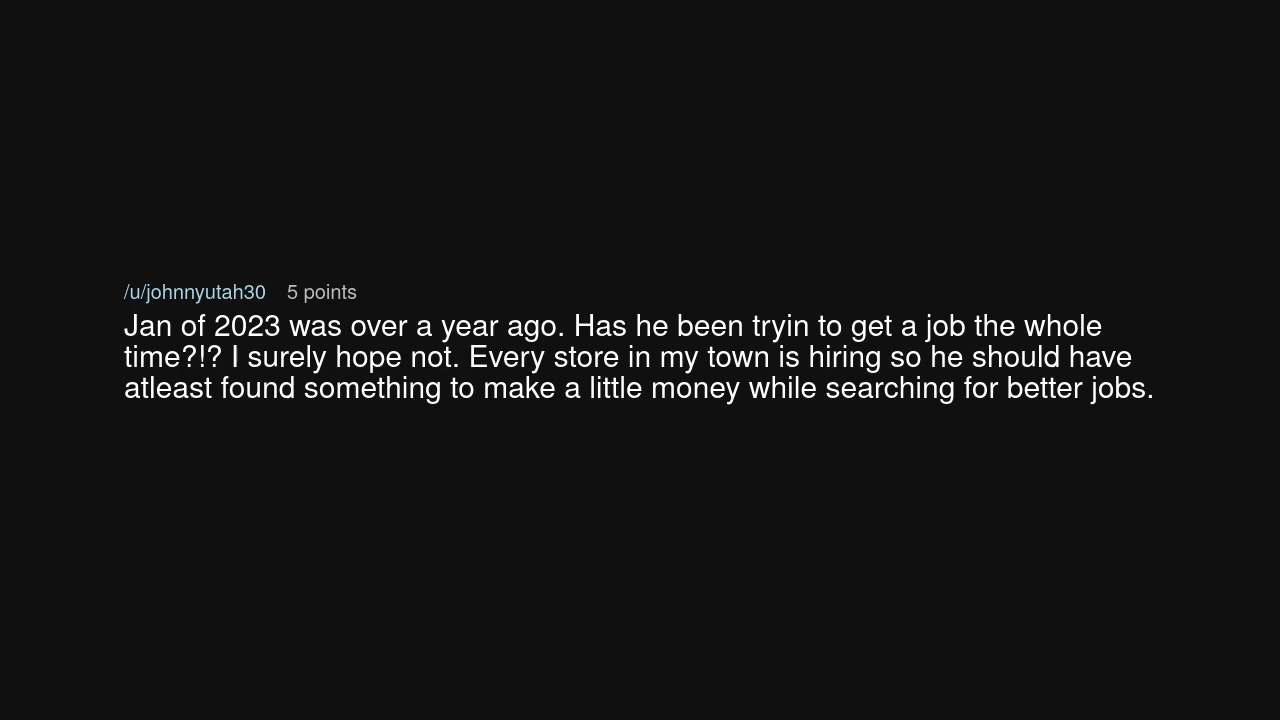 /u/johnnyutah30 5 points
Jan of 2023 was over a year ago. Has he been tryin to get a job the whole
time?!? I surely hope not. Every store in my town is hiring so he should have
atleast found something to make a little money while searching for better jobs.